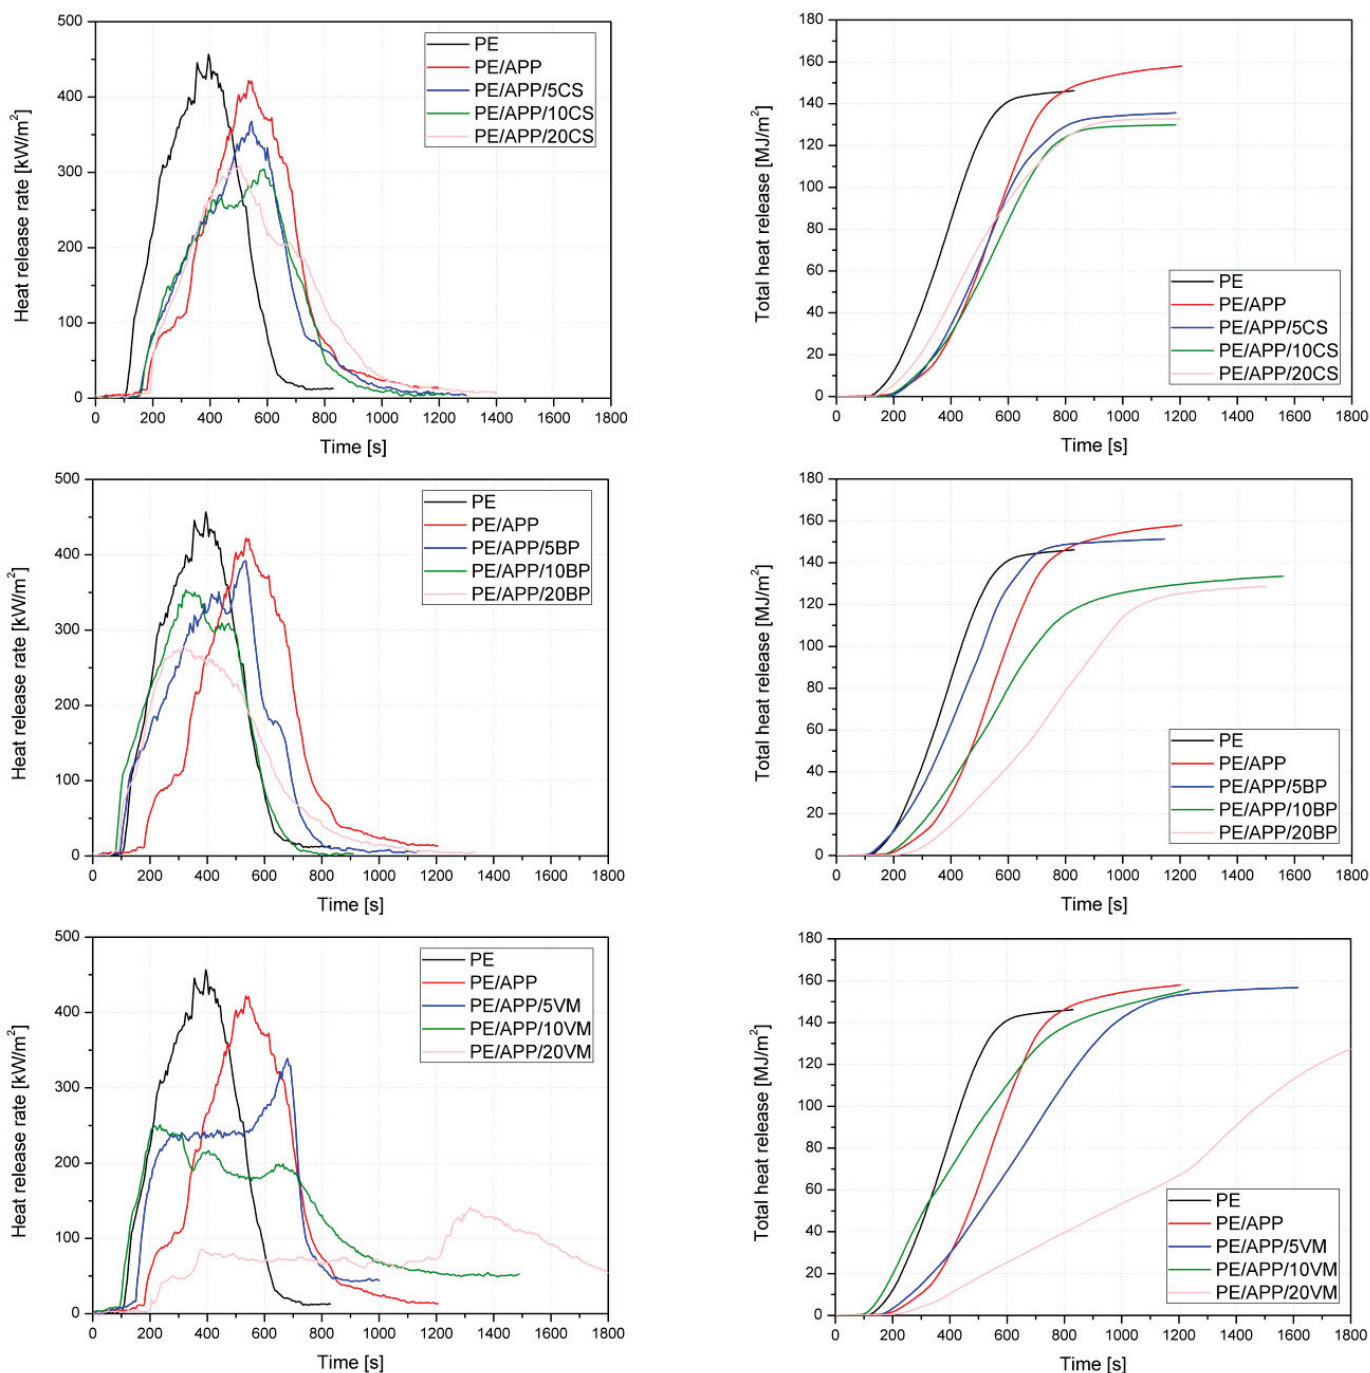 500
400
300
200
100
0
Heat release rate [kW/m²]
PE
PE/APP
PE/APP/5CS
PE/APP/10CS
PE/APP/20CS
0 200 400 600 800 1000 1200 1400 1600 1800
Time [s]
180
160
140
120
100
80
60
40
20
0
Total heat release [MJ/m²]
PE
PE/APP
PE/APP/5CS
PE/APP/10CS
PE/APP/20CS
0 200 400 600 800 1000 1200 1400 1600 1800
Time [s]
500
400
300
200
100
0
Heat release rate [kW/m²]
PE
PE/APP
PE/APP/5BP
PE/APP/10BP
PE/APP/20BP
0 200 400 600 800 1000 1200 1400 1600 1800
Time [s]
180
160
140
120
100
80
60
40
20
0
Total heat release [MJ/m²]
PE
PE/APP
PE/APP/5BP
PE/APP/10BP
PE/APP/20BP
0 200 400 600 800 1000 1200 1400 1600 1800
Time [s]
500
400
300
200
100
0
Heat release rate [kW/m²]
PE
PE/APP
PE/APP/5VM
PE/APP/10VM
PE/APP/20VM
0 200 400 600 800 1000 1200 1400 1600 1800
Time [s]
180
160
140
120
100
80
60
40
20
0
Total heat release [MJ/m²]
PE
PE/APP
PE/APP/5VM
PE/APP/10VM
PE/APP/20VM
0 200 400 600 800 1000 1200 1400 1600 1800
Time [s]